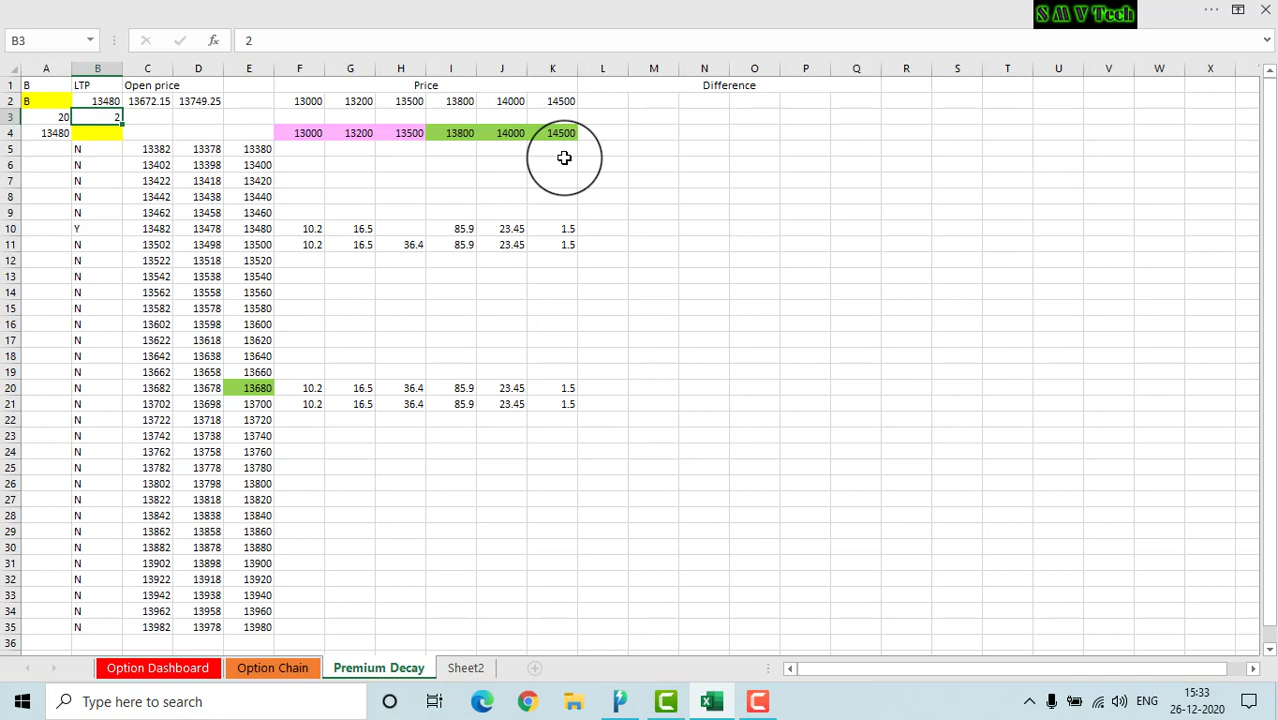 S M V Tech
B3 fx 2
A B C D E F G H I J K L M N O P Q R S T U V W X
1 B LTP Open price Price Difference
2 B 13480 13672.15 13749.25 13000 13200 13500 13800 14000 14500
3 20 2
4 13480 13000 13200 13500 13800 14000 14500
5 N 13382 13378 13380
6 N 13402 13398 13400
7 N 13422 13418 13420
8 N 13442 13438 13440
9 N 13462 13458 13460
10 Y 13482 13478 13480 10.2 16.5 85.9 23.45 1.5
11 N 13502 13498 13500 10.2 16.5 36.4 85.9 23.45 1.5
12 N 13522 13518 13520
13 N 13542 13538 13540
14 N 13562 13558 13560
15 N 13582 13578 13580
16 N 13602 13598 13600
17 N 13622 13618 13620
18 N 13642 13638 13640
19 N 13662 13658 13660
20 N 13682 13678 13680 10.2 16.5 36.4 85.9 23.45 1.5
21 N 13702 13698 13700 10.2 16.5 36.4 85.9 23.45 1.5
22 N 13722 13718 13720
23 N 13742 13738 13740
24 N 13762 13758 13760
25 N 13782 13778 13780
26 N 13802 13798 13800
27 N 13822 13818 13820
28 N 13842 13838 13840
29 N 13862 13858 13860
30 N 13882 13878 13880
31 N 13902 13898 13900
32 N 13922 13918 13920
33 N 13942 13938 13940
34 N 13962 13958 13960
35 N 13982 13978 13980
36
Option Dashboard Option Chain Premium Decay Sheet2
Type here to search ENG 15:33
26-12-2020